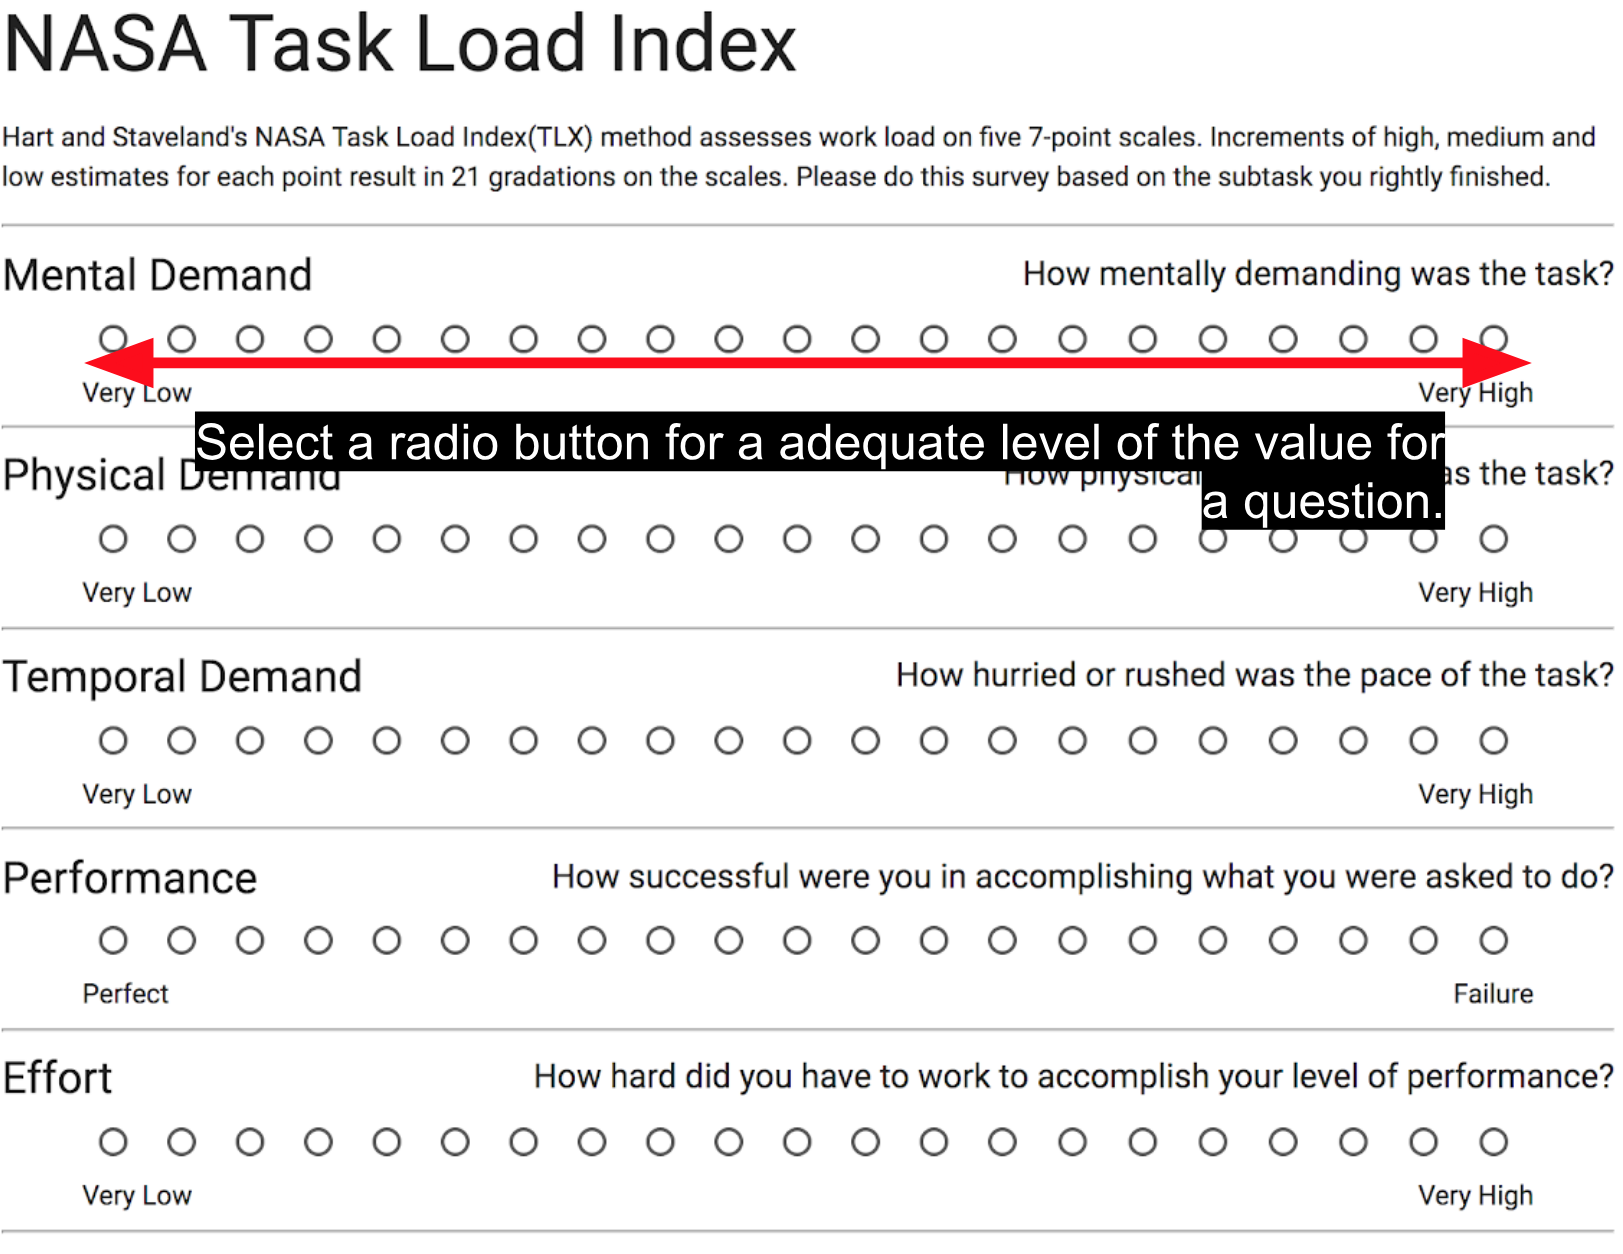 NASA Task Load Index
Hart and Staveland's NASA Task Load Index(TLX) method assesses work load on five 7-point scales. Increments of high, medium and
low estimates for each point result in 21 gradations on the scales. Please do this survey based on the subtask you rightly finished.
Mental Demand How mentally demanding was the task?
Very Low Very High
Select a radio button for a adequate level of the value for
a question.
Physical Demand How physical was the task?
Very Low Very High
Temporal Demand How hurried or rushed was the pace of the task?
Very Low Very High
Performance How successful were you in accomplishing what you were asked to do?
Perfect Failure
Effort How hard did you have to work to accomplish your level of performance?
Very Low Very High